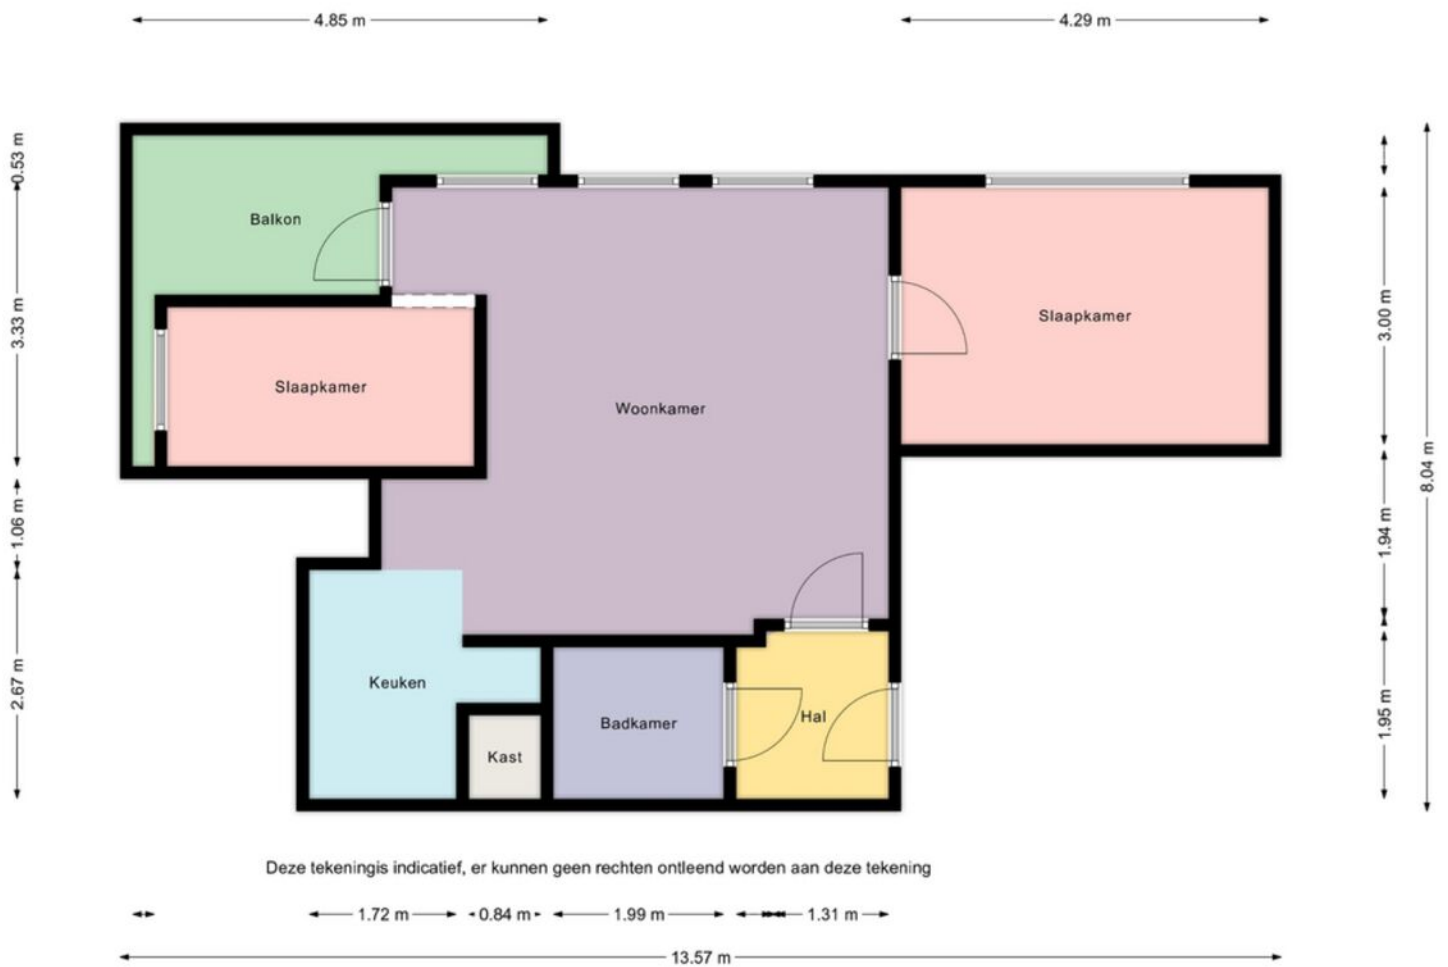 4.85 m
4.29 m
0.53 m
Balkon
3.33 m
3.00 m
Slaapkamer
Slaapkamer
Woonkamer
8.04 m
1.06 m
1.94 m
2.67 m
Keuken
Badkamer
Hal
1.95 m
Kast
Deze tekeningis indicatief, er kunnen geen rechten ontleend worden aan deze tekening
1.72 m
0.84 m
1.99 m
1.31 m
13.57 m